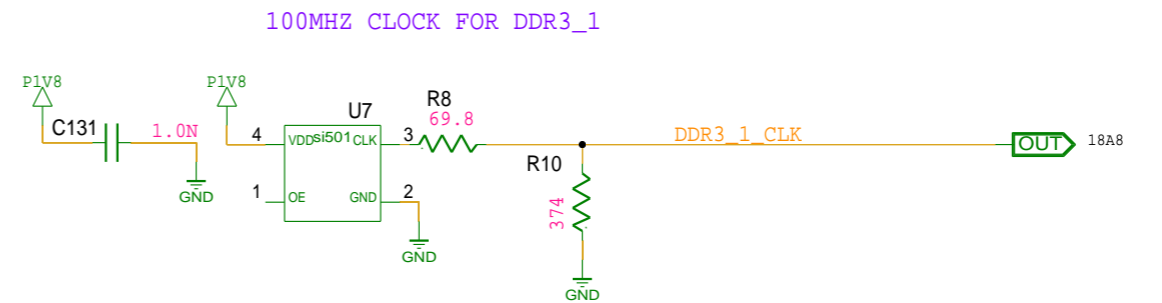 100MHZ CLOCK FOR DDR3_1
P1V8
P1V8
C131
1.0N
GND
U7
4
VDD
si501
CLK
3
1
OE
GND
2
GND
R8
69.8
R10
374
GND
DDR3_1_CLK
OUT
18A8